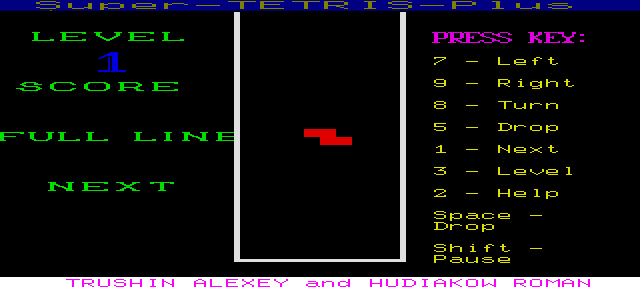 Super-TETRIS-Plus
LEVEL
1
SCORE
FULL LINE
NEXT
PRESS KEY:
7 - Left
9 - Right
8 - Turn
5 - Drop
1 - Next
3 - Level
2 - Help
Space -
Drop
Shift -
Pause
TRUSHIN ALEXEY and HUDIAKOW ROMAN